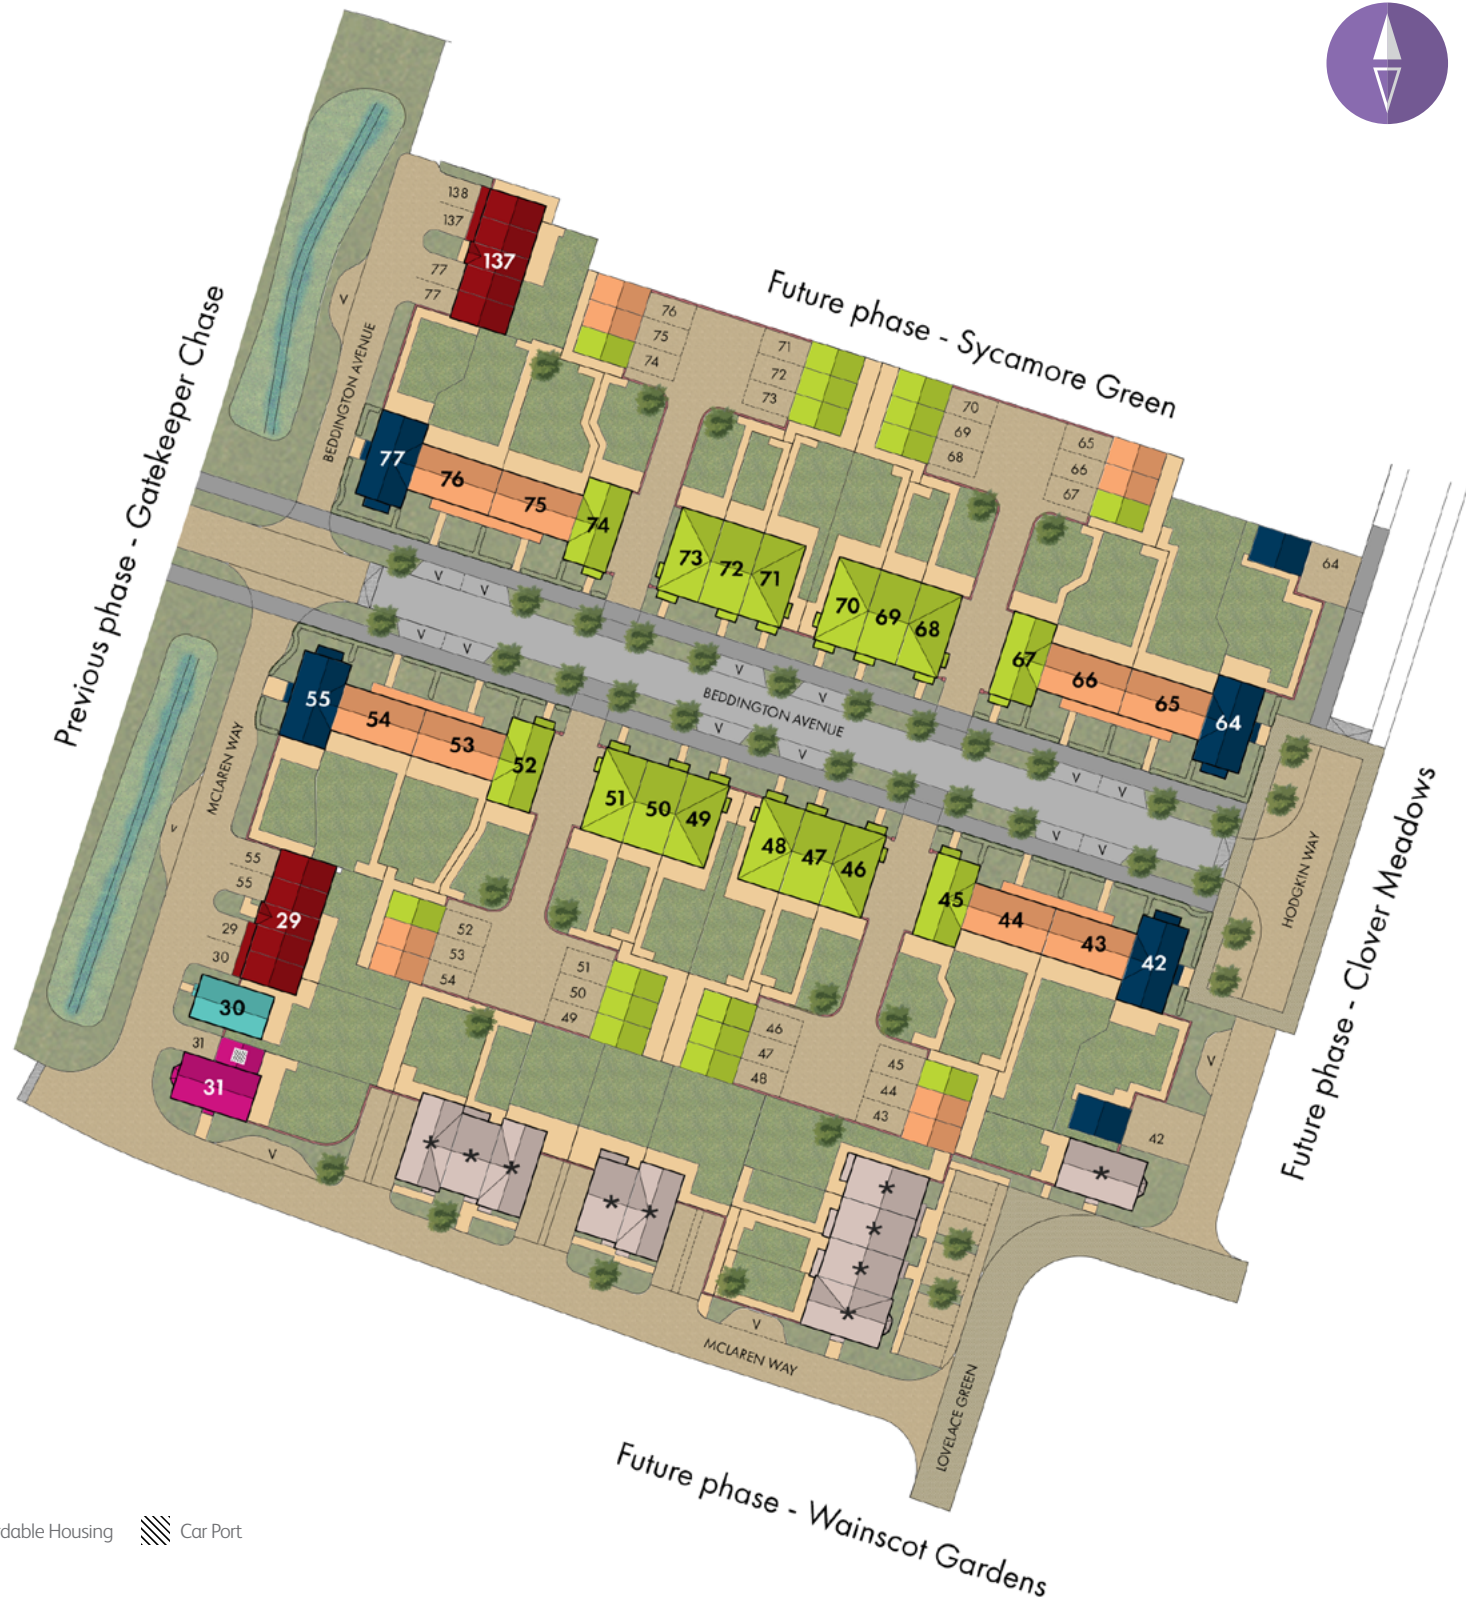 138
137
137
77
77
76
75
74
71
72
73
70
69
68
65
66
67
64
Future phase - Sycamore Green
Previous phase - Gatekeeper Chase
Future phase - Clover Meadows
Future phase - Wainscot Gardens
V
BEDDINGTON AVENUE
77
76
75
74
73
72
71
70
69
68
67
66
65
64
V
V
V
V
V
V
BEDDINGTON AVENUE
V
V
V
V
V
V
HODGKIN WAY
55
54
53
52
51
50
49
48
47
46
45
44
43
42
MCLAREN WAY
V
55
55
29
29
30
30
31
31
52
53
54
51
50
49
46
47
48
45
44
43
42
V
*
*
*
*
*
*
*
*
*
*
V
V
MCLAREN WAY
LOVELACE GREEN
dable Housing
Car Port